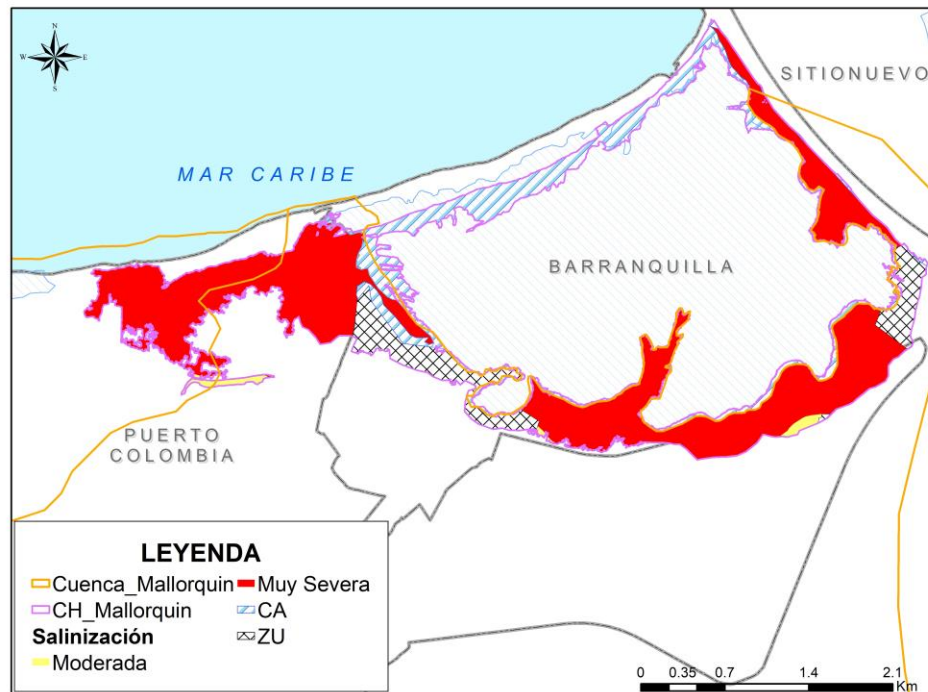 N
W E
S
SITIONUEVO
MAR CARIBE
BARRANQUILLA
PUERTO
COLOMBIA
LEYENDA
Cuenca_Mallorquin
CH_Mallorquin
Salinización
Moderada
Muy Severa
CA
ZU
0 0.35 0.7 1.4 2.1
Km